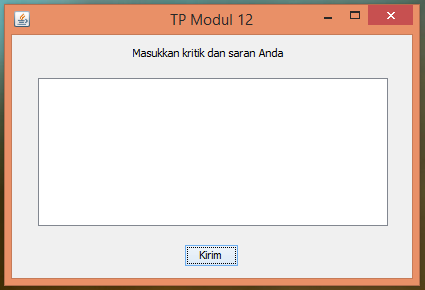 TP Modul 12
Masukkan kritik dan saran Anda
Kirim